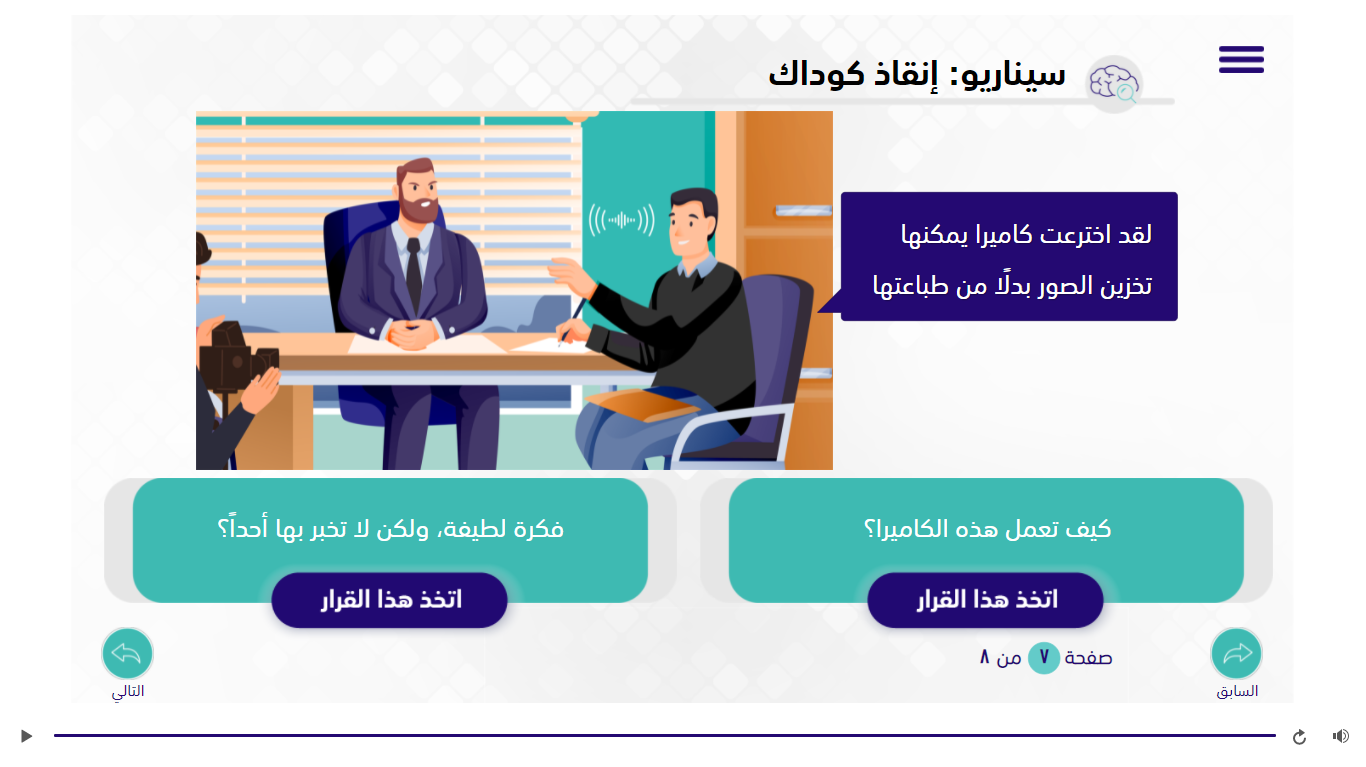 سيناريو: إنقاذ كوداك
لقد اخترعت كاميرا يمكنها
تخزين الصور بدلًا من طباعتها
كيف تعمل هذه الكاميرا؟
اتخذ هذا القرار
فكرة لطيفة، ولكن لا تخبر بها أحداً؟
اتخذ هذا القرار
صفحة ٧ من ٨
السابق
التالي